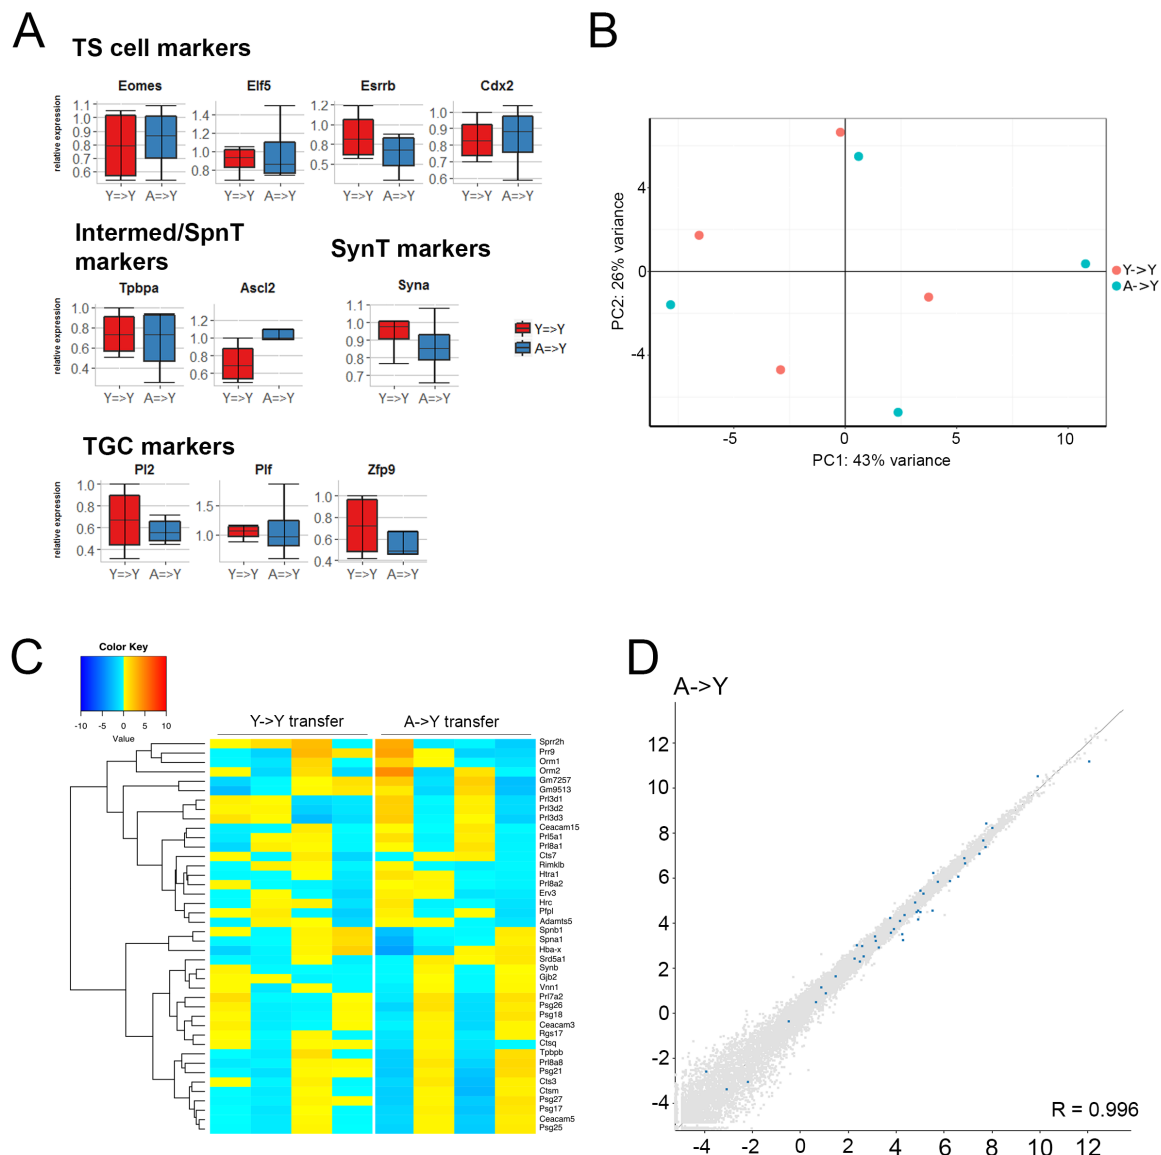 A
TS cell markers
Eomes
Elf5
Esrrb
Cdx2
relative expression
1.1
1.0
0.9
0.8
0.7
0.6
1.4
1.2
1.0
0.8
1.2
1.0
0.8
0.5
1.0
0.9
0.8
0.7
0.6
Y=>Y A=>Y
Y=>Y A=>Y
Y=>Y A=>Y
Y=>Y A=>Y
Intermed/SpnT
markers
SynT markers
Tpbpa
Ascl2
Syna
relative expression
1.0
0.8
0.6
0.4
1.2
1.0
0.8
0.6
1.1
1.0
0.9
0.8
0.7
Y=>Y A=>Y
Y=>Y A=>Y
Y=>Y A=>Y
Y=>Y
A=>Y
TGC markers
Pl2
Plf
Zfp9
relative expression
1.0
0.8
0.6
0.4
1.5
1.0
1.0
0.8
0.6
0.4
Y=>Y A=>Y
Y=>Y A=>Y
Y=>Y A=>Y
B
PC2: 26% variance
4
0
-4
-5
0
5
10
PC1: 43% variance
Y->Y
A->Y
C
Color Key
-10 -5 0 5 10
Value
Y->Y transfer
A->Y transfer
Sprr2h
Prr9
Orm1
Orm2
Gm7257
Gm9513
Prl3d1
Prl3d2
Prl3d3
Ceacam15
Prl5a1
Prl8a1
Cts7
Rimklb
Htra1
Prl8a2
Erv3
Hrc
Pfpl
Adamts5
Spnb1
Spna1
Hba-x
Srd5a1
Synb
Gjb2
Vnn1
Prl7a2
Psg26
Psg18
Ceacam3
Rgs17
Ctsq
Tpbpb
Prl8a8
Psg21
Cts3
Ctsm
Psg27
Psg17
Ceacam5
Psg25
D
A->Y
12
10
8
6
4
2
0
-2
-4
R = 0.996
-4 -2 0 2 4 6 8 10 12